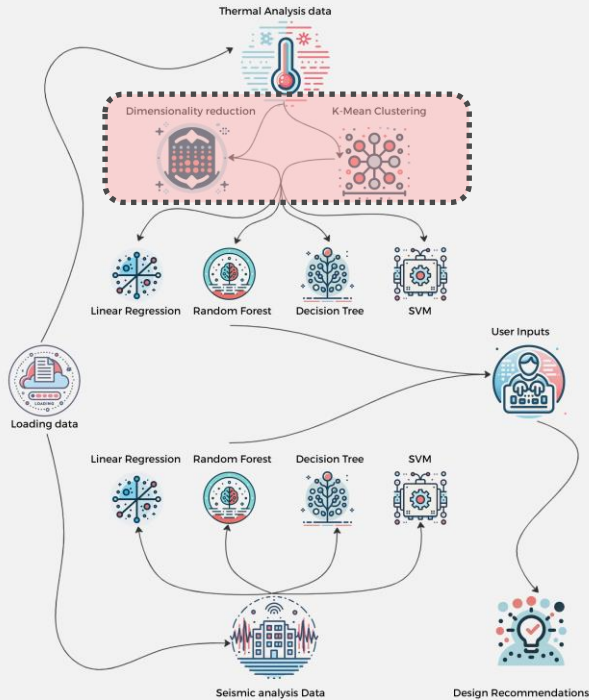 Thermal Analysis data
Dimensionality reduction
K-Mean Clustering
Linear Regression
Random Forest
Decision Tree
SVM
User Inputs
LOADING
Loading data
Linear Regression
Random Forest
Decision Tree
SVM
Seismic analysis Data
Design Recommendations